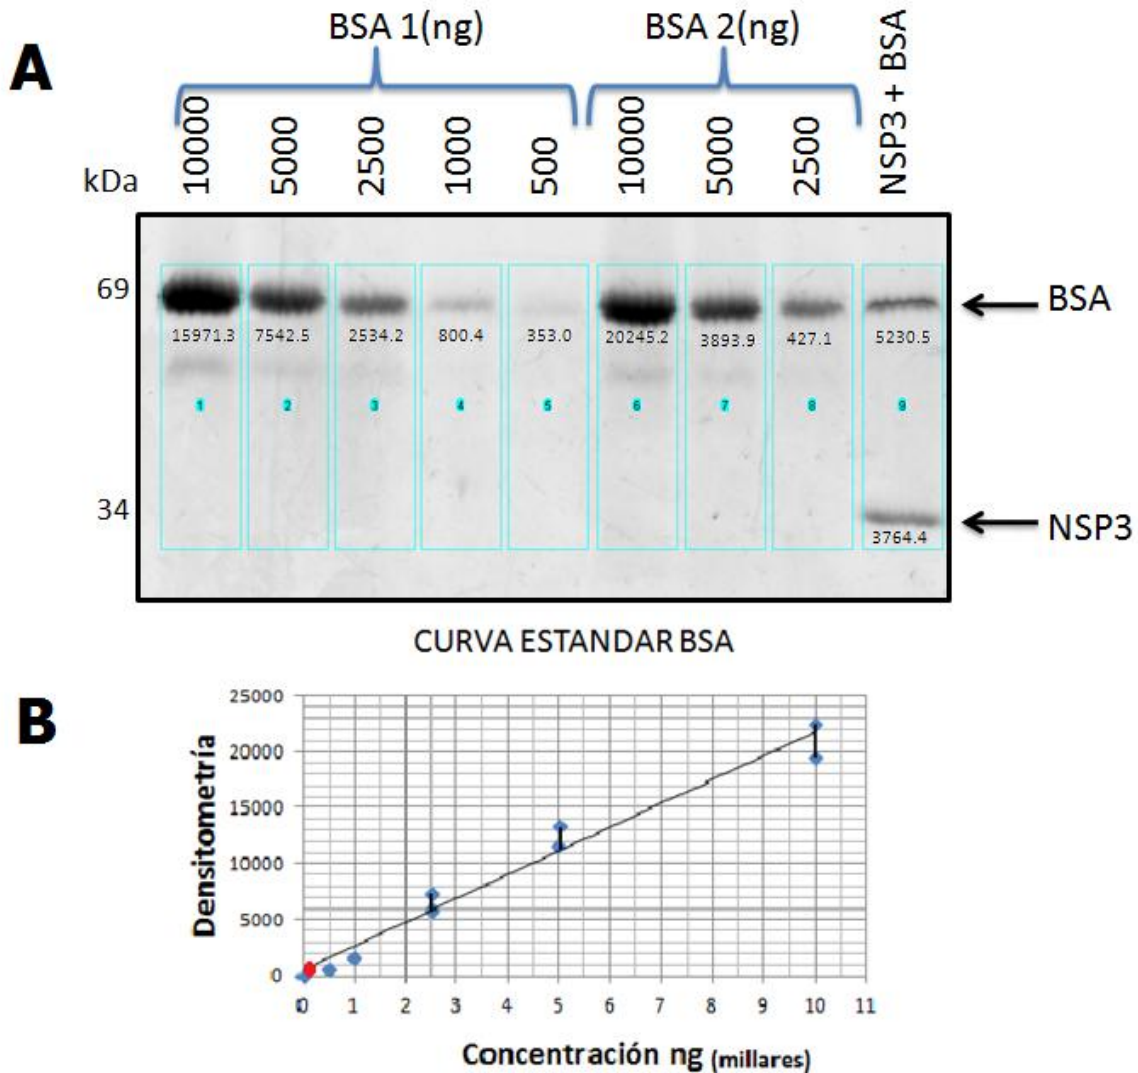 A
BSA 1(ng) BSA 2(ng)
10000 5000 2500 1000 500 10000 5000 2500 NSP3 + BSA
kDa
69
BSA
15971.3 7542.5 2534.2 800.4 353.0 20245.2 3893.9 427.1 5230.5
1 2 3 4 5 6 7 8 9
34
NSP3
3764.4
CURVA ESTANDAR BSA
B
Densitometría
25000
20000
15000
10000
5000
0
0 1 2 3 4 5 6 7 8 9 10 11
Concentración ng (millares)